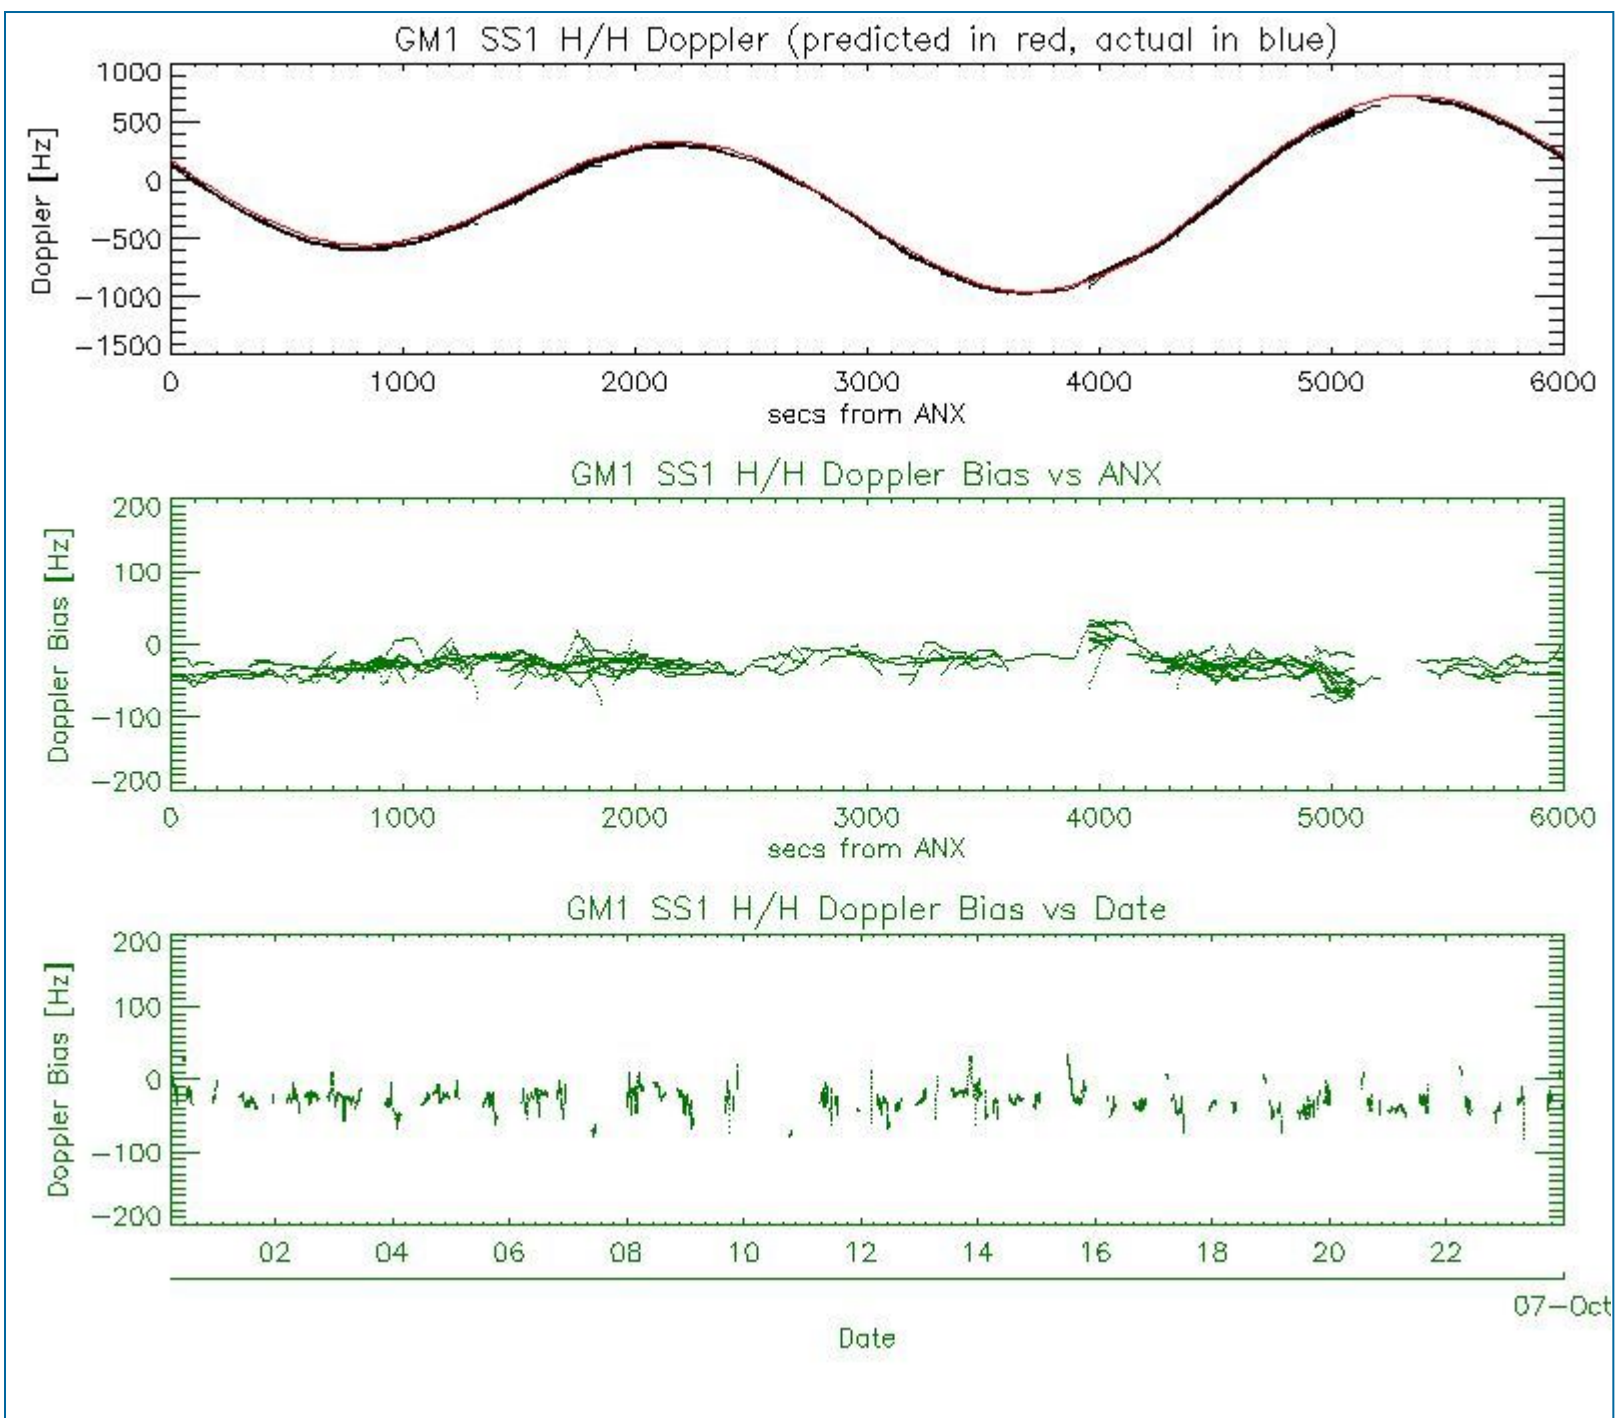 GM1 SS1 H/H Doppler (predicted in red, actual in blue)
Doppler [Hz]
1000
500
0
-500
-1000
-1500
0 1000 2000 3000 4000 5000 6000
secs from ANX
GM1 SS1 H/H Doppler Bias vs ANX
Doppler Bias [Hz]
200
100
0
-100
-200
0 1000 2000 3000 4000 5000 6000
secs from ANX
GM1 SS1 H/H Doppler Bias vs Date
Doppler Bias [Hz]
200
100
0
-100
-200
02 04 06 08 10 12 14 16 18 20 22
07-Oct
Date